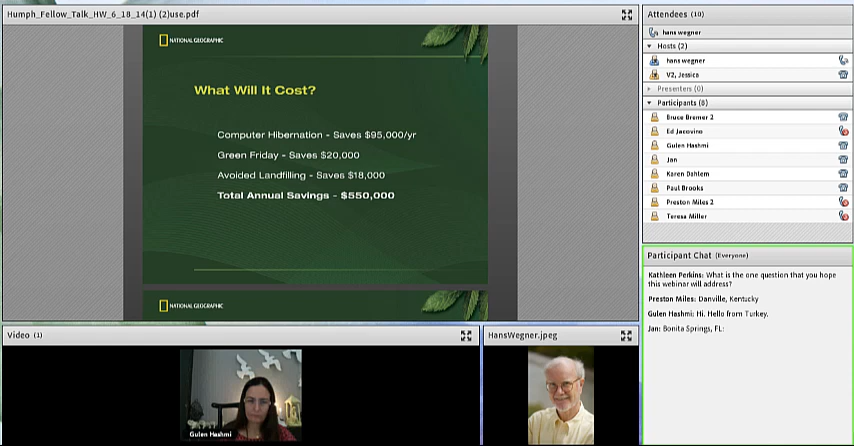 Humph_Fellow_Talk_HW_6_18_14(1) (2)use.pdf
NATIONAL GEOGRAPHIC
What Will It Cost?
Computer Hibernation - Saves $95,000/yr
Green Friday - Saves $20,000
Avoided Landfilling - Saves $18,000
Total Annual Savings - $550,000
NATIONAL GEOGRAPHIC
Video (1)
Gulen Hashmi
HansWegner.jpeg
Attendees (10)
hans wegner
Hosts (2)
hans wegner
V2, Jessica
Presenters (0)
Participants (8)
Bruce Bremer 2
Ed Jacovino
Gulen Hashmi
Jan
Karen Dahlem
Paul Brooks
Preston Miles 2
Teresa Miller
Participant Chat (Everyone)
Kathleen Perkins: What is the one question that you hope
this webinar will address?
Preston Miles: Danville, Kentucky
Gulen Hashmi: Hi. Hello from Turkey.
Jan: Bonita Springs, FL: